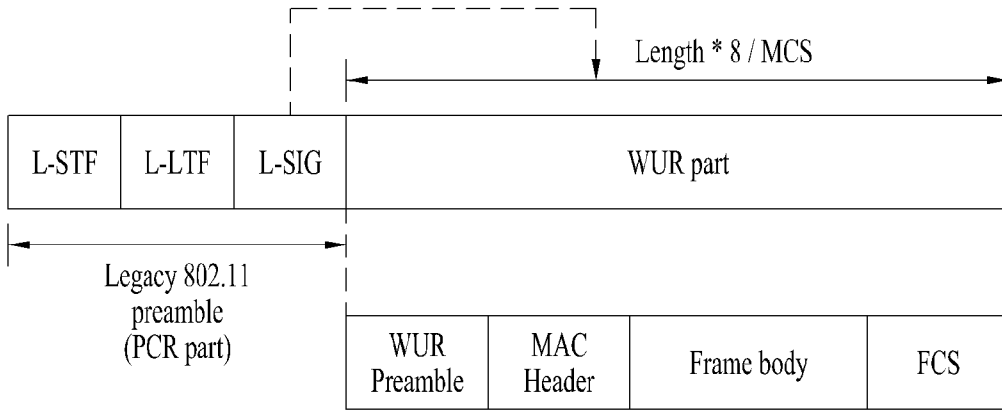 Length * 8 / MCS
L-STF
L-LTF
L-SIG
WUR part
Legacy 802.11
preamble
(PCR part)
WUR
Preamble
MAC
Header
Frame body
FCS